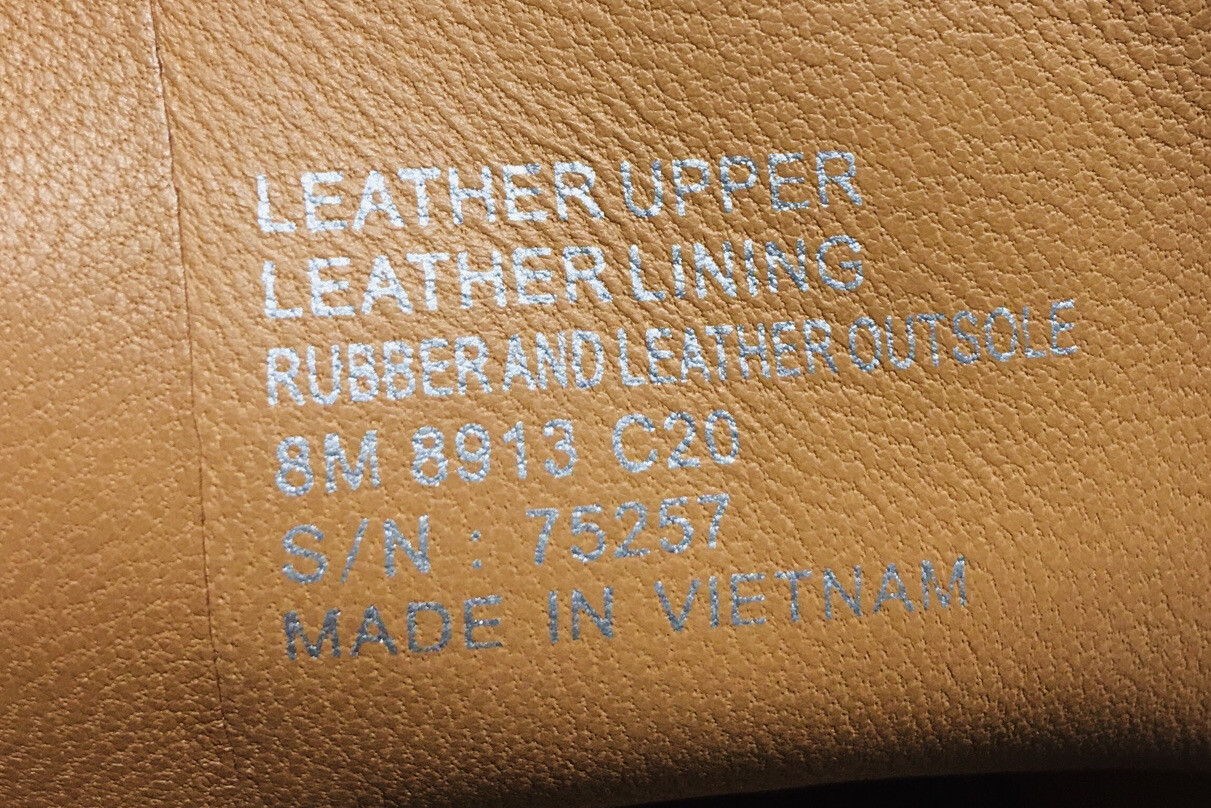 LEATHER UPPER
LEATHER LINING
RUBBER AND LEATHER OUTSOLE
8M 8913 C20
S/N : 75257
MADE IN VIETNAM